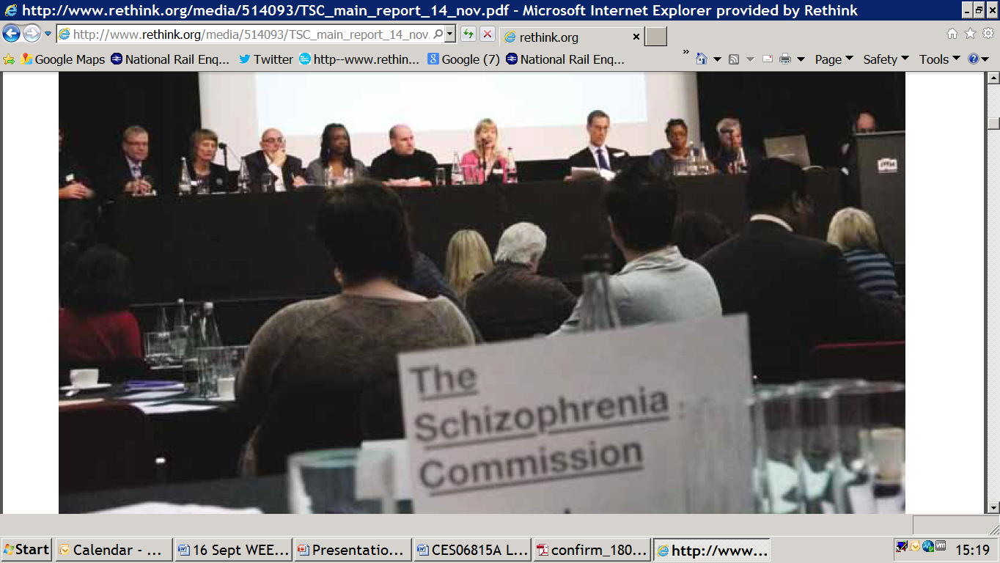 http://www.rethink.org/media/514093/TSC_main_report_14_nov.pdf - Microsoft Internet Explorer provided by Rethink
http://www.rethink.org/media/514093/TSC_main_report_14_nov.
rethink.org
Google Maps
National Rail Enq...
Twitter
http--www.rethin...
Google (7)
National Rail Enq...
»
Page
Safety
Tools
The
Schizophrenia
Commission
Start
Calendar - ...
16 Sept WEE...
Presentatio...
CES06815A L...
confirm_180...
http://www...
15:19